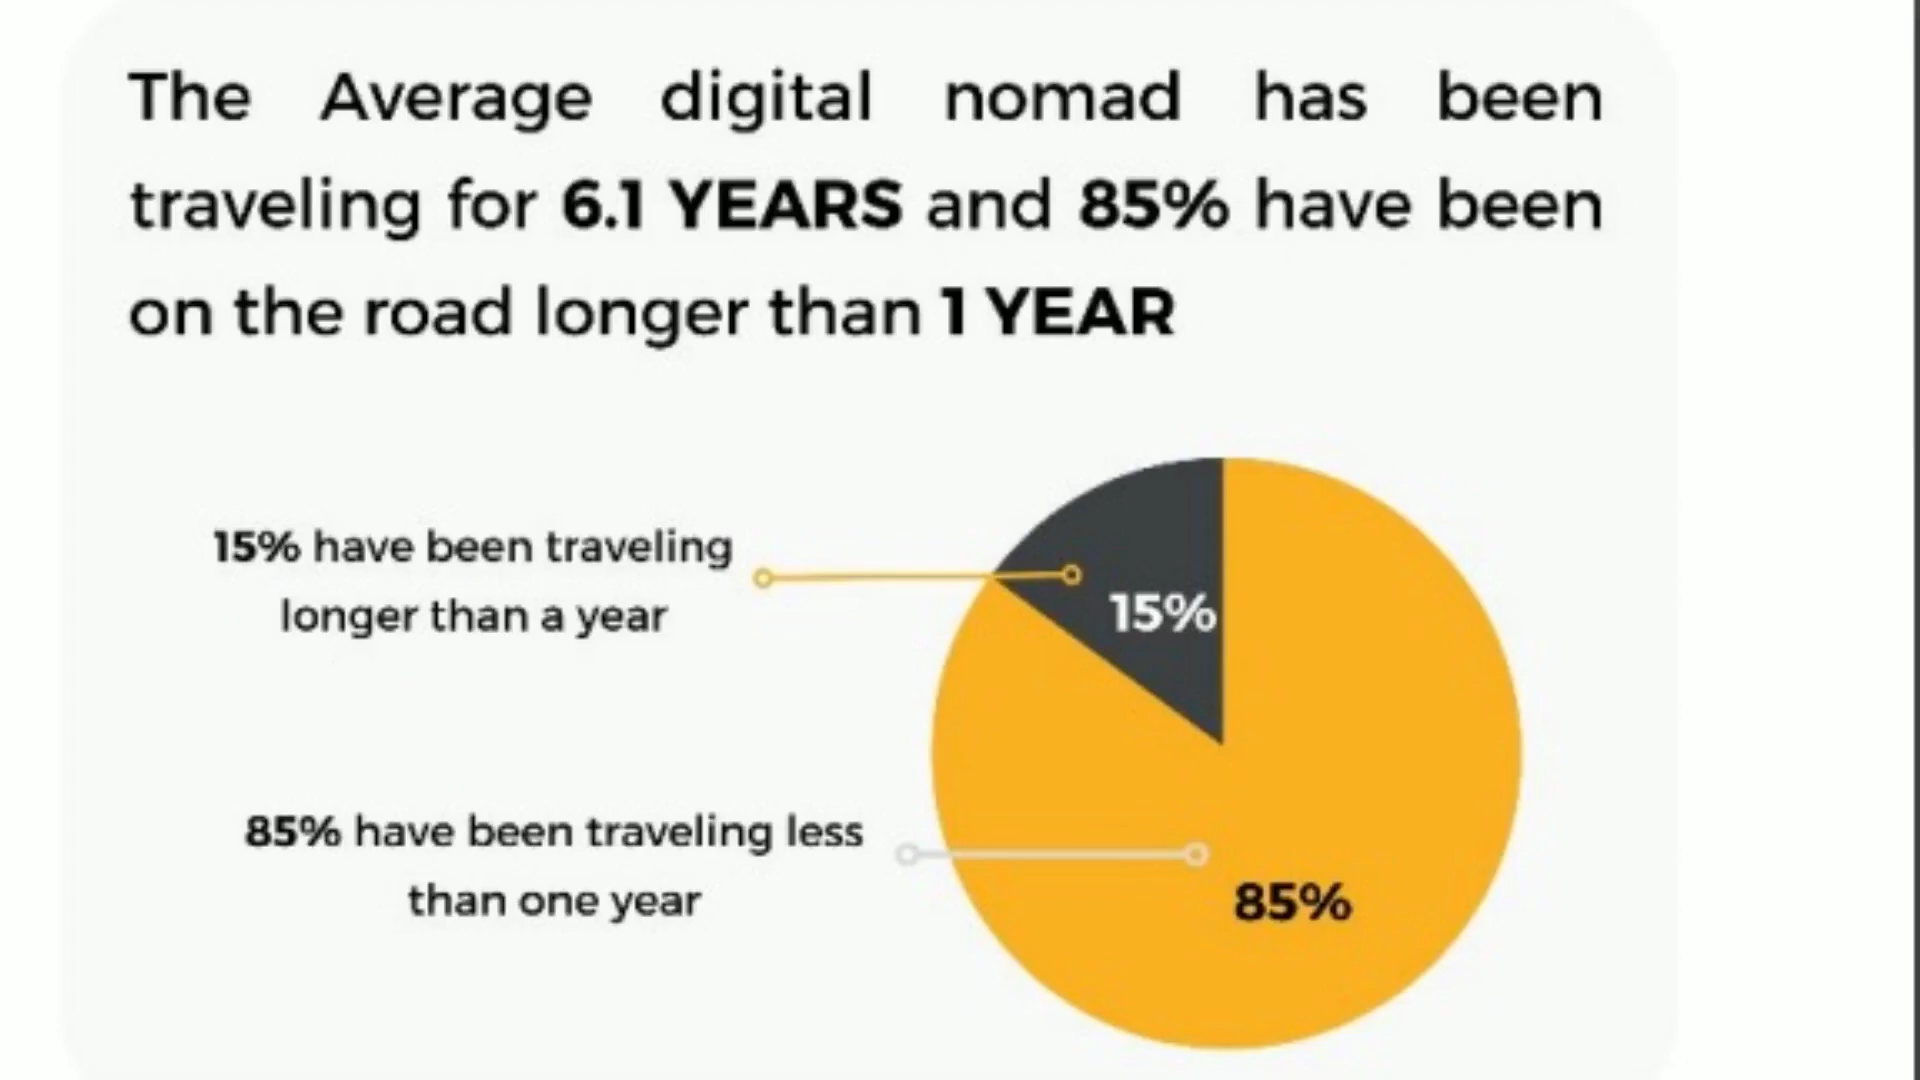 The Average digital nomad has been
traveling for 6.1 YEARS and 85% have been
on the road longer than 1 YEAR
15% have been traveling
longer than a year
15%
85% have been traveling less
than one year
85%